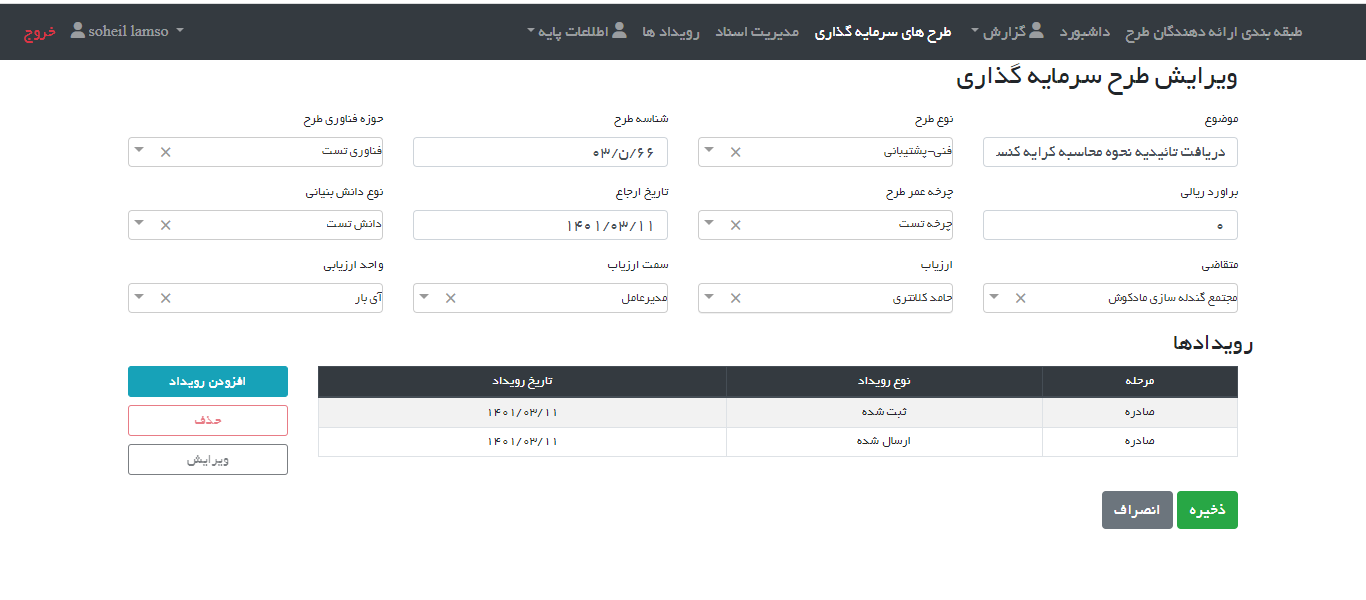 طبقه بندی ارائه دهندگان طرح داشبورد گزارش طرح های سرمایه گذاری مدیریت اسناد رویداد ها اطلاعات پایه soheil lamso خروج
ویرایش طرح سرمایه گذاری
موضوع نوع طرح شناسه طرح حوزه فناوری طرح
دریافت تائیدیه نحوه محاسبه کرایه کنس فنی-پشتیبانی × ۰۳/ن/۶۶ فناوری تست ×
براورد ریالی چرخه عمر طرح تاریخ ارجاع نوع دانش بنیانی
۰ چرخه تست × ۱۴۰۱/۰۳/۱۱ دانش تست ×
متقاضی ارزیاب سمت ارزیاب واحد ارزیابی
مجتمع گندله سازی مادکوش × حامد کلانتری × مدیرعامل × آی بار ×
رویدادها
مرحله نوع رویداد تاریخ رویداد افزودن رویداد
صادره ثبت شده ۱۴۰۱/۰۳/۱۱ حذف
صادره ارسال شده ۱۴۰۱/۰۳/۱۱ ویرایش
ذخیره انصراف